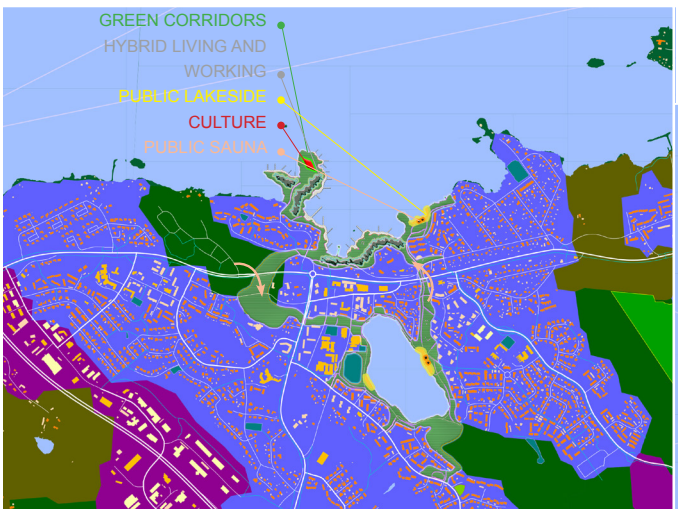 GREEN CORRIDORS
HYBRID LIVING AND
WORKING
PUBLIC LAKESIDE
CULTURE
PUBLIC SAUNA